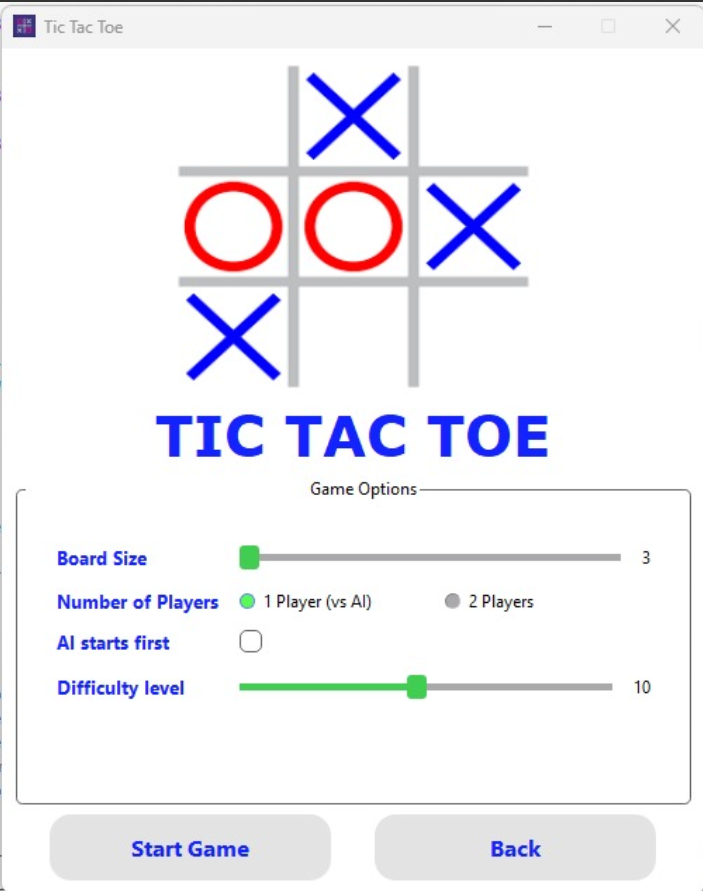 Tic Tac Toe
TIC TAC TOE
Game Options
Board Size 3
Number of Players 1 Player (vs AI) 2 Players
AI starts first
Difficulty level 10
Start Game Back